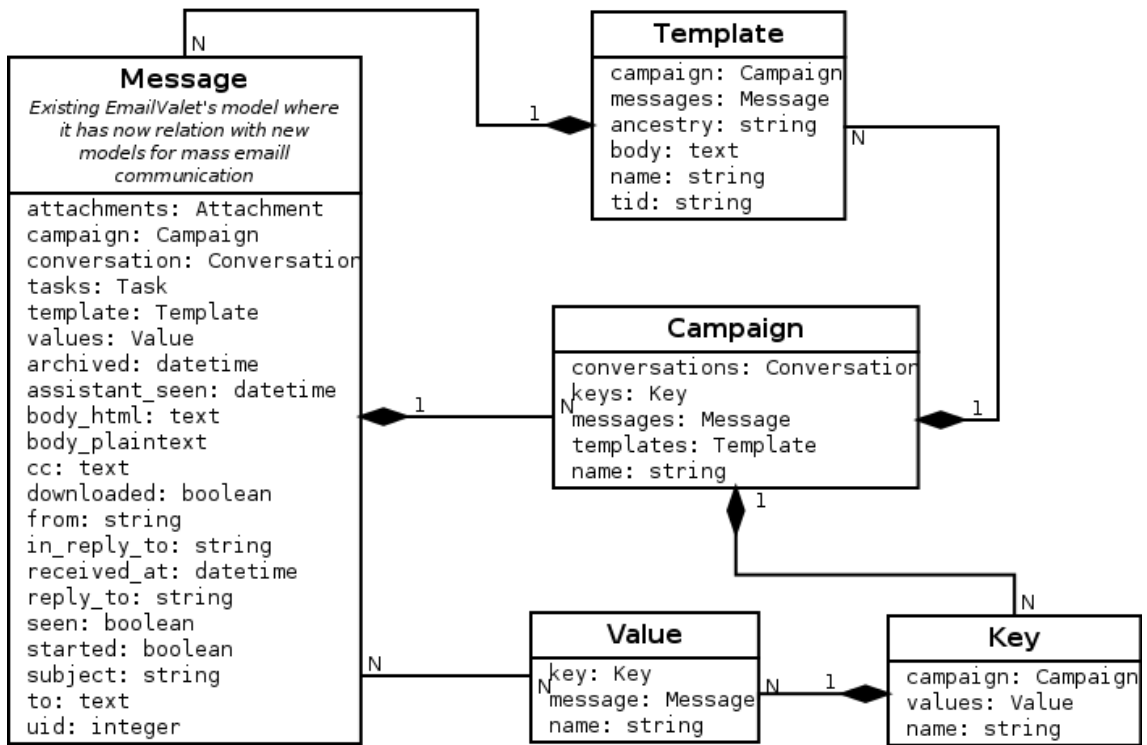 Message
Existing EmailValet's model where
it has now relation with new
models for mass emaill
communication
attachments: Attachment
campaign: Campaign
conversation: Conversation
tasks: Task
template: Template
values: Value
archived: datetime
assistant_seen: datetime
body_html: text
body_plaintext
cc: text
downloaded: boolean
from: string
in_reply_to: string
received_at: datetime
reply_to: string
seen: boolean
started: boolean
subject: string
to: text
uid: integer
N
1
Template
campaign: Campaign
messages: Message
ancestry: string
body: text
name: string
tid: string
N
1
Campaign
conversations: Conversation
keys: Key
messages: Message
templates: Template
name: string
1
N
1
N
N
N
Value
key: Key
message: Message
name: string
N
1
Key
campaign: Campaign
values: Value
name: string